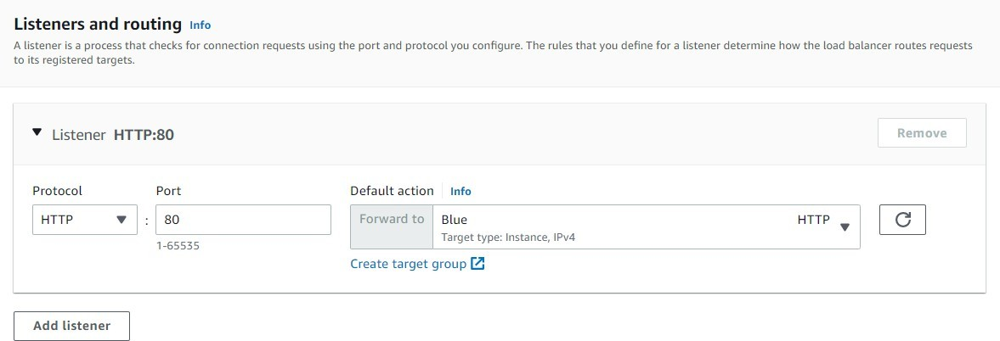 Listeners and routing Info
A listener is a process that checks for connection requests using the port and protocol you configure. The rules that you define for a listener determine how the load balancer routes requests
to its registered targets.
Listener HTTP:80
Remove
Protocol Port Default action Info
HTTP : 80 Forward to Blue HTTP
1-65535 Target type: Instance, IPv4
Create target group
Add listener